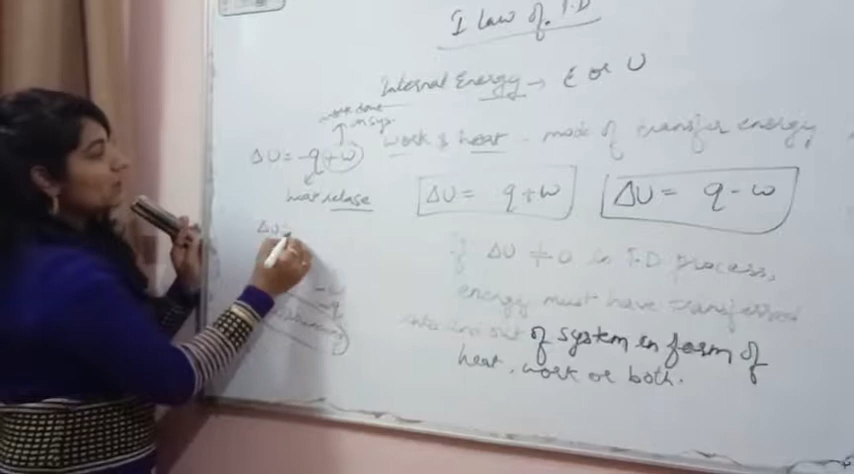 I Law of T.D
Internal Energy → E or U
work done
on sys
work & heat - mode of transfer energy
ΔU = -q + w
heat release
ΔU = q + w
ΔU = q - w
ΔU =
ΔU ≠ 0 in T.D process,
energy must have transferred
-w
-q
into and out of system in form of
heat, work or both.